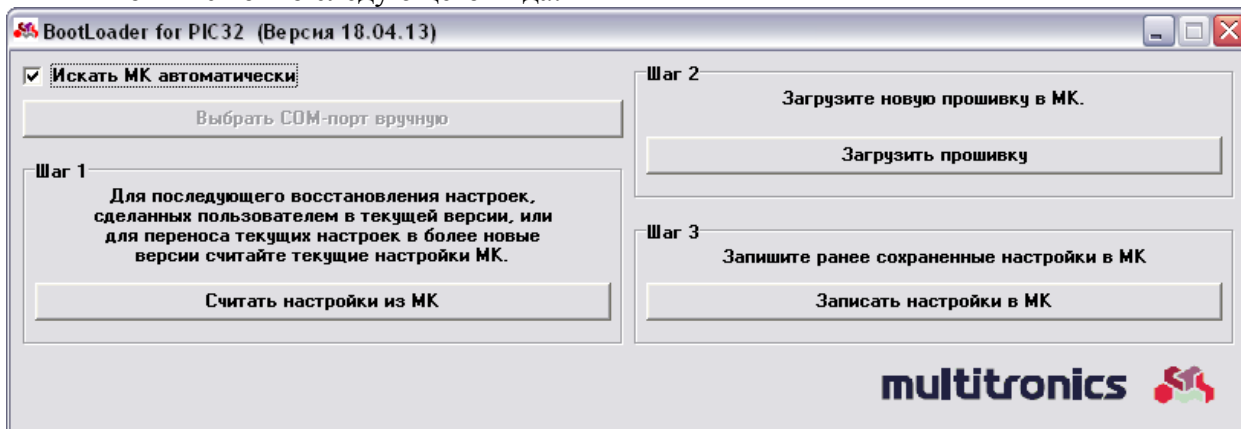 BootLoader for PIC32 (Версия 18.04.13)
Искать МК автоматически
Выбрать COM-порт вручную
Шаг 1
Для последующего восстановления настроек,
сделанных пользователем в текущей версии, или
для переноса текущих настроек в более новые
версии считайте текущие настройки МК.
Считать настройки из МК
Шаг 2
Загрузите новую прошивку в МК.
Загрузить прошивку
Шаг 3
Запишите ранее сохраненные настройки в МК
Записать настройки в МК
multitronics